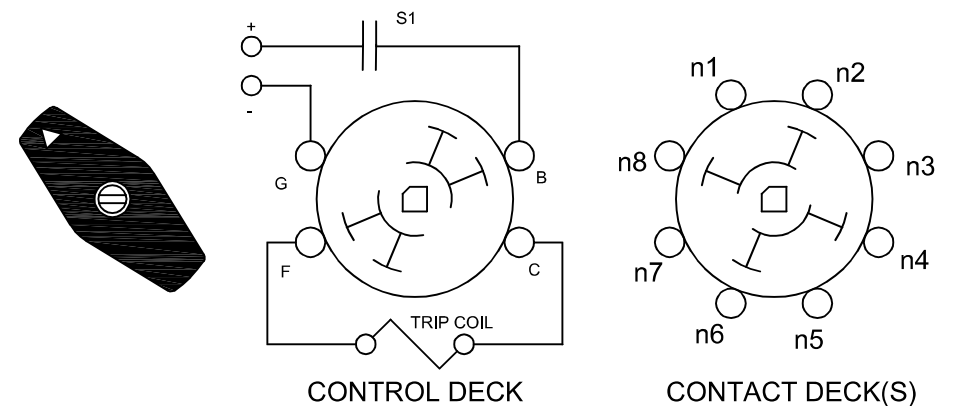 +
S1
-
G
B
F
C
TRIP COIL
CONTROL DECK
n1
n2
n8
n3
n7
n4
n6
n5
CONTACT DECK(S)